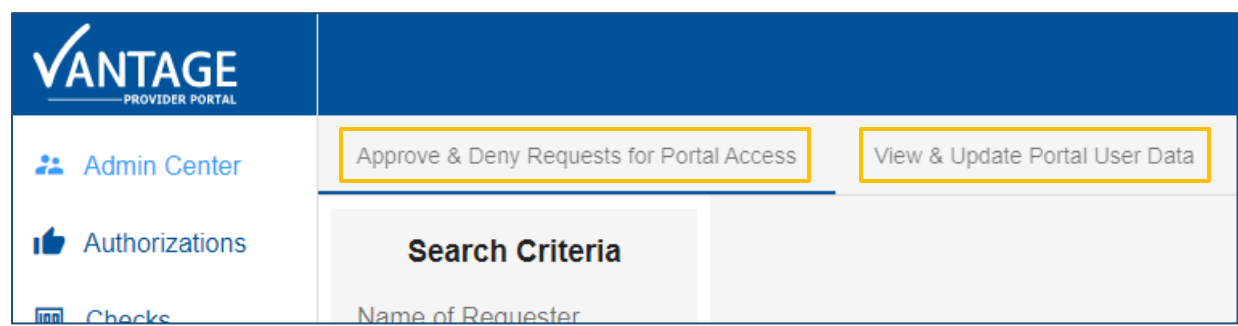 VANTAGE
PROVIDER PORTAL
Admin Center
Approve & Deny Requests for Portal Access
View & Update Portal User Data
Authorizations
Search Criteria
Checks
Name of Requester